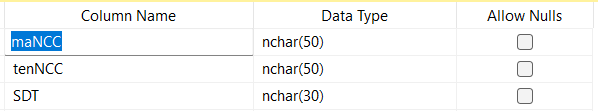 Column Name Data Type Allow Nulls
maNCC nchar(50)
tenNCC nchar(50)
SDT nchar(30)